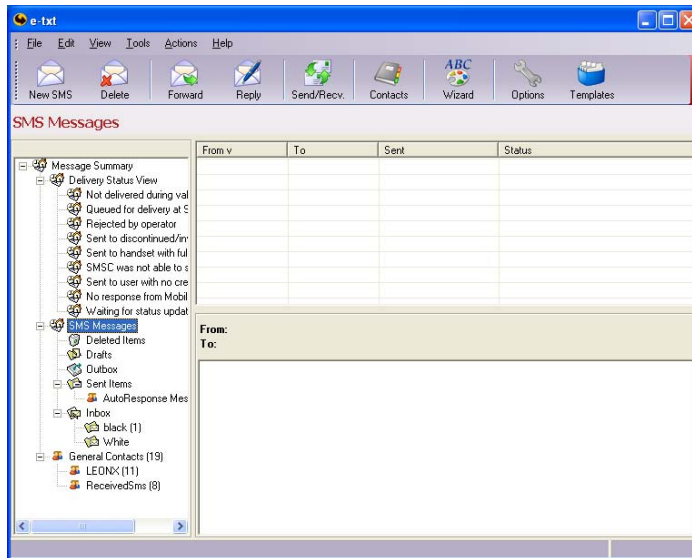 e-txt
File Edit View Tools Actions Help
New SMS Delete Forward Reply Send/Recv. Contacts ABC Wizard Options Templates
SMS Messages
From v To Sent Status
Message Summary
Delivery Status View
Not delivered during val
Queued for delivery at S
Rejected by operator
Sent to discontinued/in
Sent to handset with ful
SMSC was not able to s
Sent to user with no cre
No response from Mobil
Waiting for status updat
SMS Messages
Deleted Items
Drafts
Outbox
Sent Items
AutoResponse Mes
Inbox
black (1)
White
General Contacts (19)
LEONX (11)
ReceivedSms (8)
From:
To: